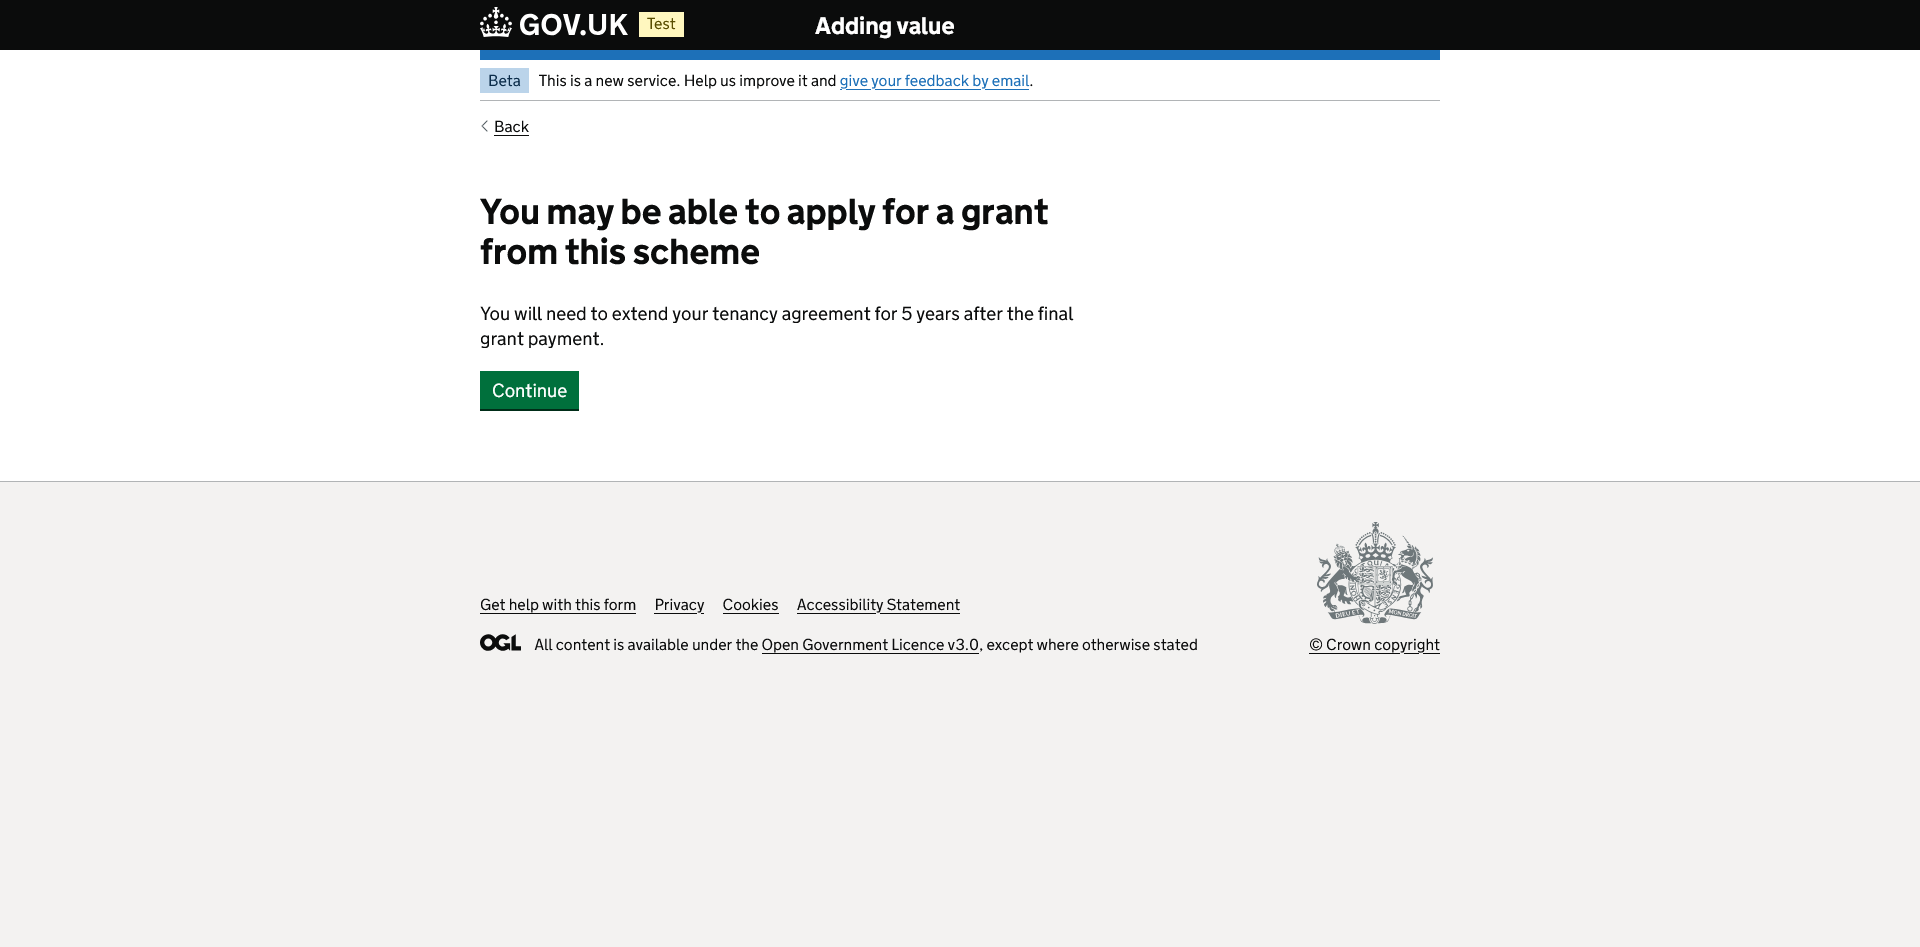 GOV.UK Test Adding value
Beta This is a new service. Help us improve it and give your feedback by email.
Back
You may be able to apply for a grant
from this scheme
You will need to extend your tenancy agreement for 5 years after the final
grant payment.
Continue
Get help with this form Privacy Cookies Accessibility Statement
OGL All content is available under the Open Government Licence v3.0, except where otherwise stated
© Crown copyright